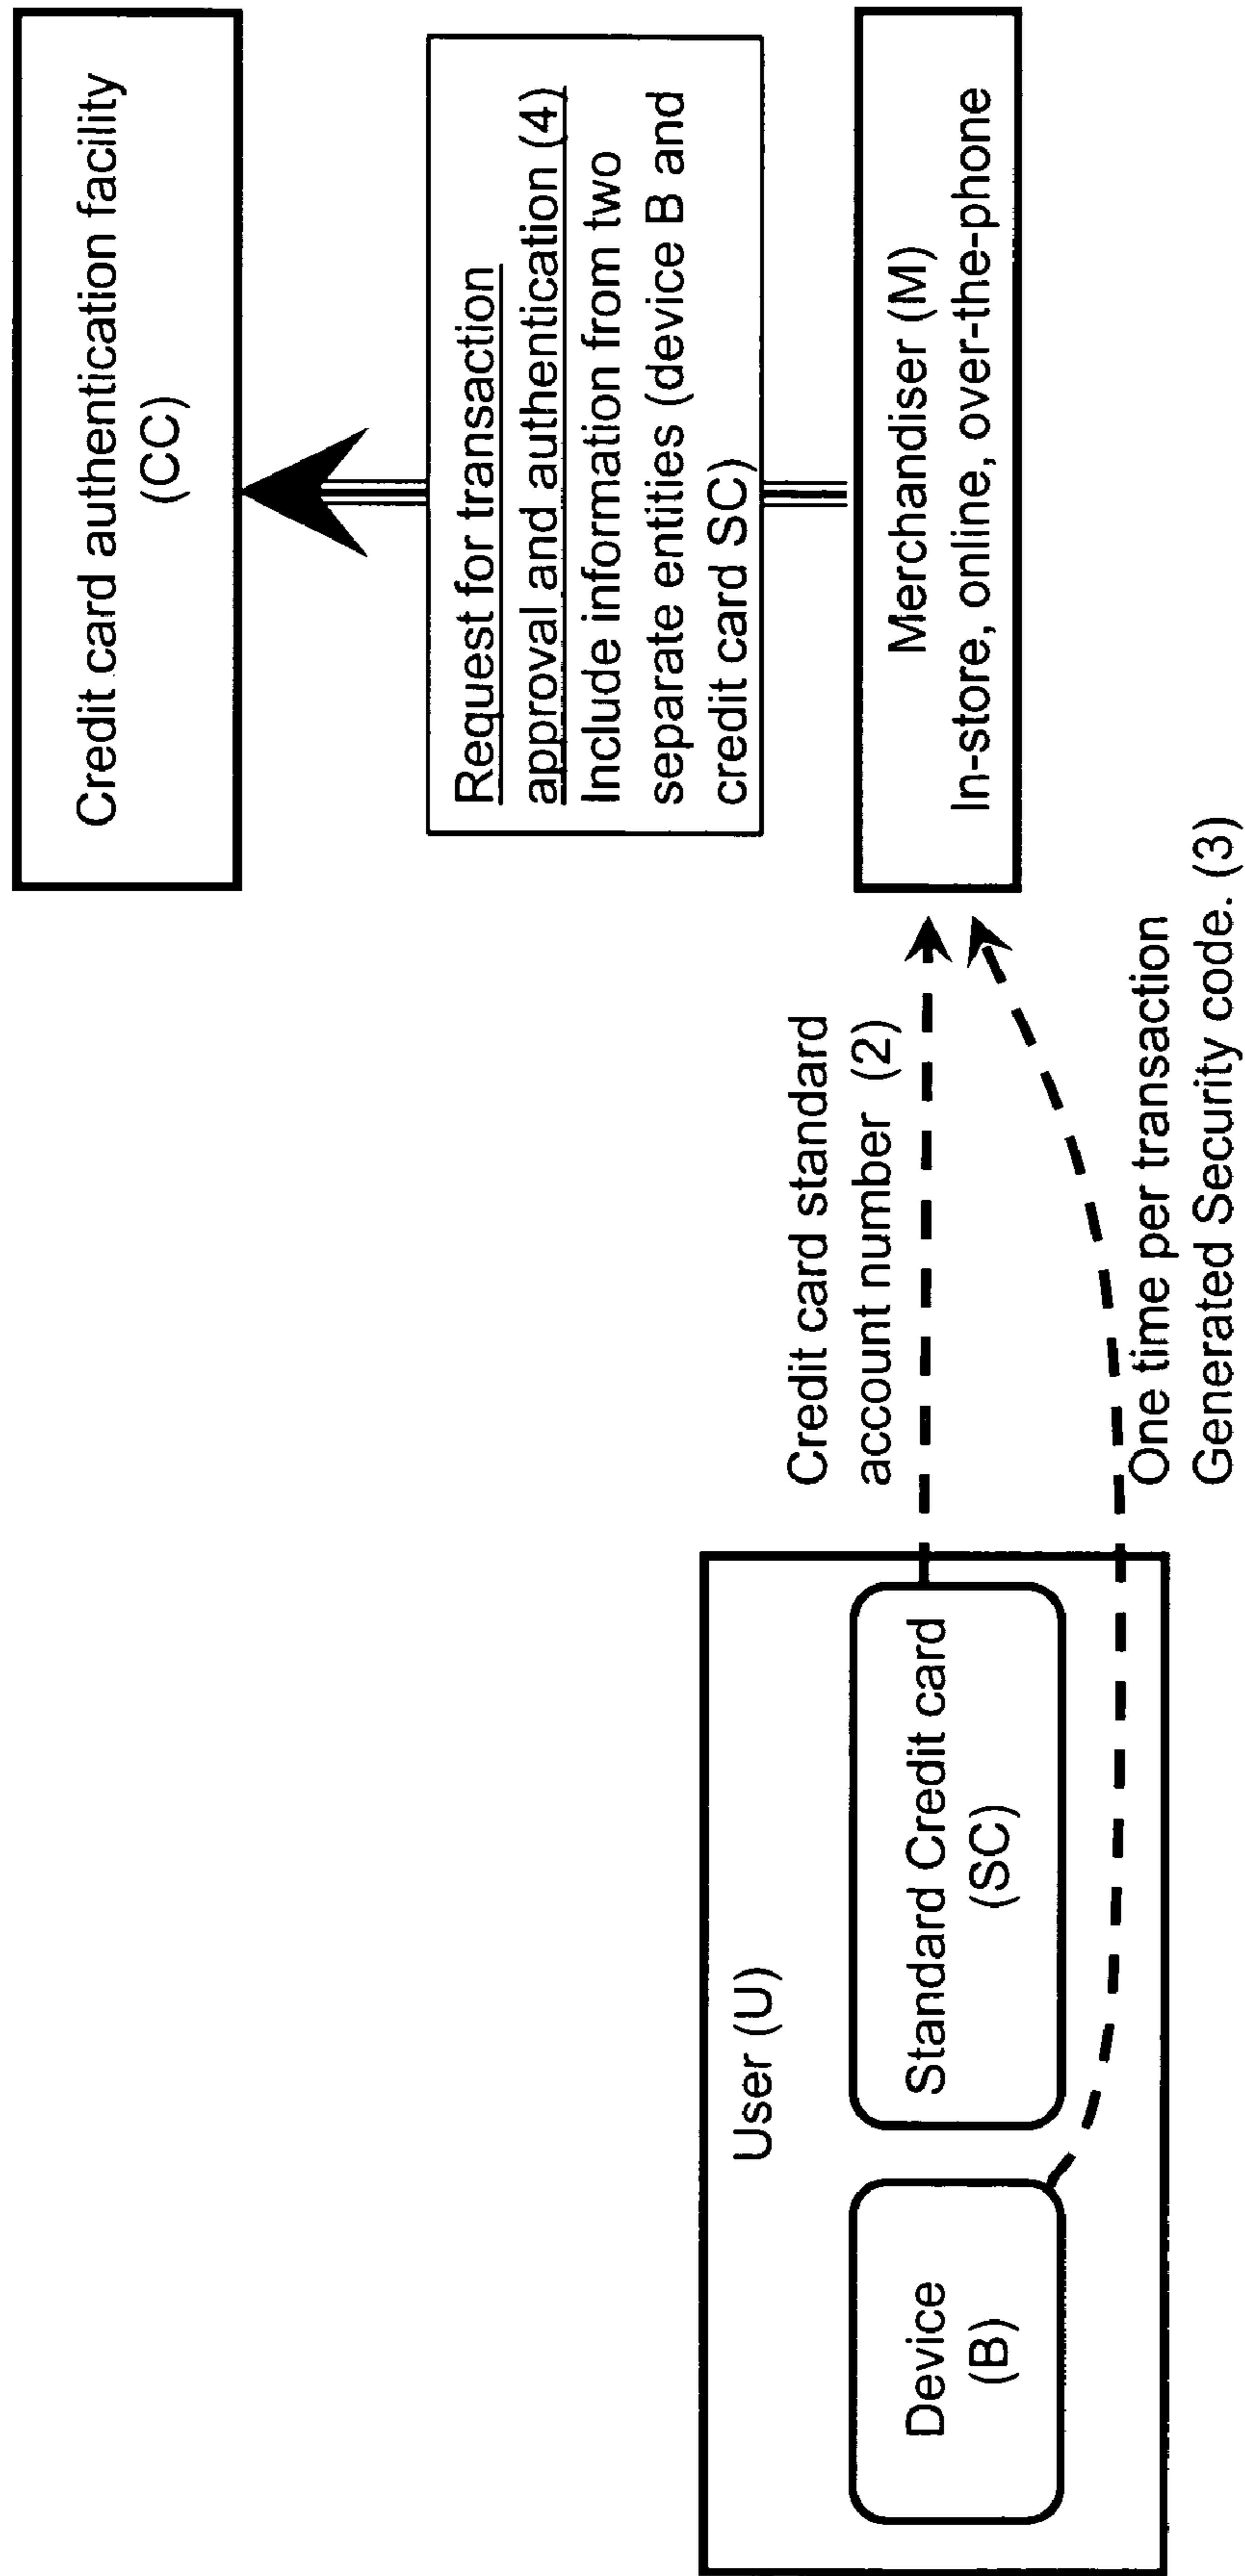 Credit card authentication facility
(CC)
Request for transaction
approval and authentication (4)
Include information from two
separate entities (device B and
credit card SC)
Merchandiser (M)
In-store, online, over-the-phone
Credit card standard
account number (2)
One time per transaction
Generated Security code. (3)
User (U)
Device
(B)
Standard Credit card
(SC)